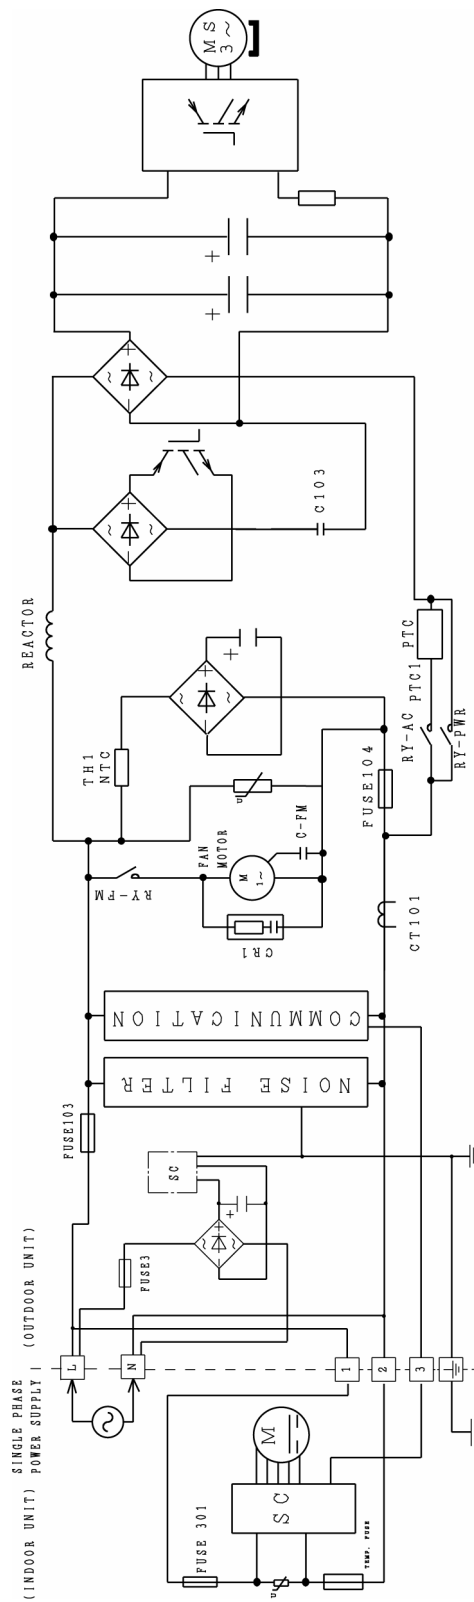 M S
3 ~
+
+
+
~ ~
-
+
~ ~
-
C103
REACTOR
+
+
~ ~
-
TH1
NTC
RY-AC PTC1 PTC
RY-PWR
FUSE104
U
C-FM
FAN
MOTOR
RY-FM
M
1~
CR1
CT101
COMMUNICATION
NOISE FILTER
FUSE103
SC
+
+
~ ~
-
FUSE3
(INDOOR UNIT) SINGLE PHASE
POWER SUPPLY (OUTDOOR UNIT)
L
N
1
2
3
M
SC
FUSE 301
U
TEMP. FUSE